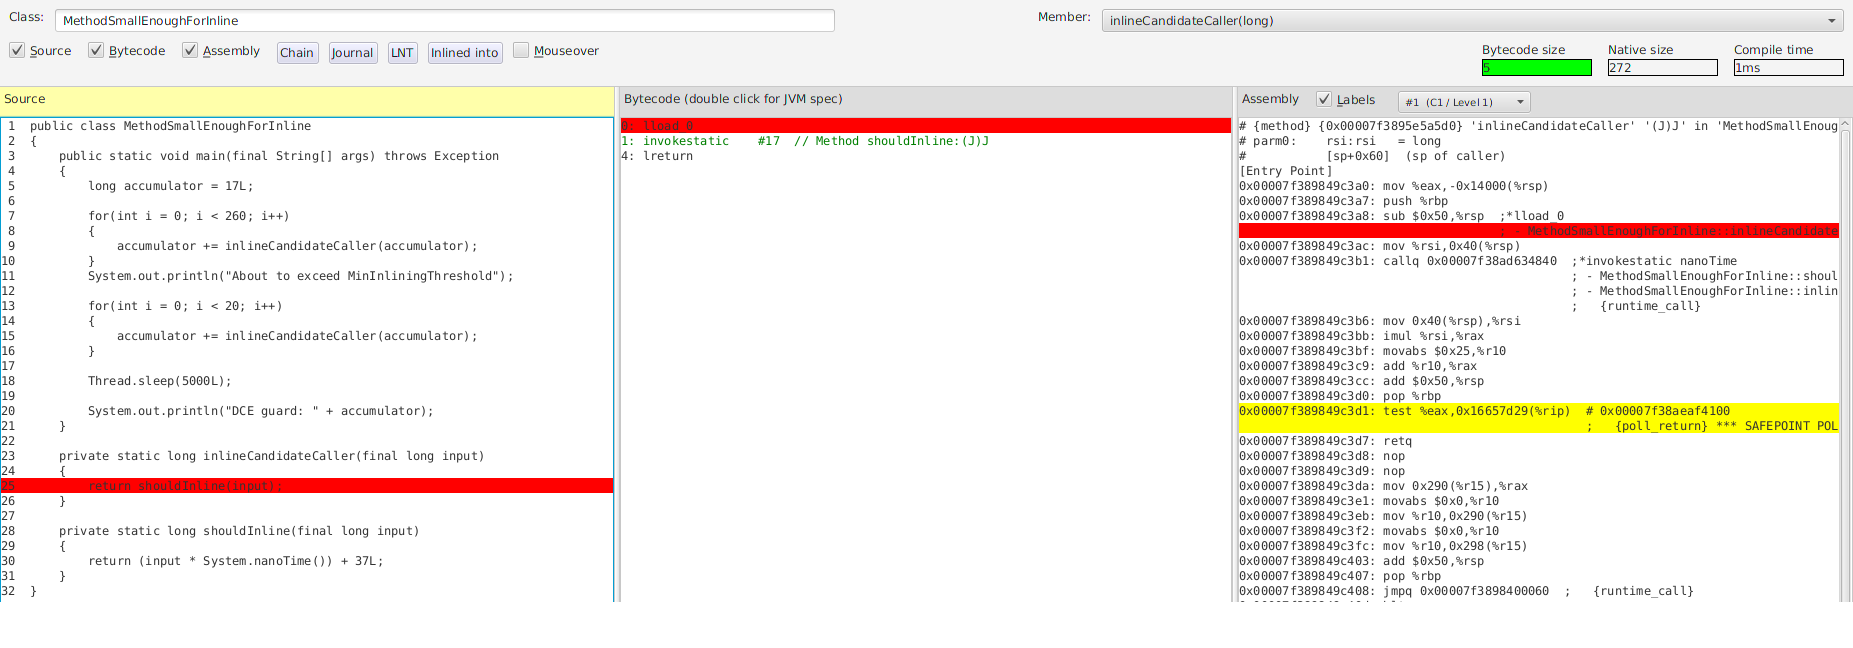 Class: MethodSmallEnoughForInline Member: inlineCandidateCaller(long)
Source Bytecode Assembly Chain Journal LNT Inlined into Mouseover
Bytecode size Native size Compile time
5 272 1ms
Source
1 public class MethodSmallEnoughForInline
2 {
3 public static void main(final String[] args) throws Exception
4 {
5 long accumulator = 17L;
6
7 for(int i = 0; i < 260; i++)
8 {
9 accumulator += inlineCandidateCaller(accumulator);
10 }
11 System.out.println("About to exceed MinInliningThreshold");
12
13 for(int i = 0; i < 20; i++)
14 {
15 accumulator += inlineCandidateCaller(accumulator);
16 }
17
18 Thread.sleep(5000L);
19
20 System.out.println("DCE guard: " + accumulator);
21 }
22
23 private static long inlineCandidateCaller(final long input)
24 {
25 return shouldInline(input);
26 }
27
28 private static long shouldInline(final long input)
29 {
30 return (input * System.nanoTime()) + 37L;
31 }
32 }
Bytecode (double click for JVM spec)
0: lload_0
1: invokestatic #17 // Method shouldInline:(J)J
4: lreturn
Assembly Labels #1 (C1 / Level 1)
# {method} {0x00007f3895e5a5d0} 'inlineCandidateCaller' '(J)J' in 'MethodSmallEnoug
# parm0: rsi:rsi = long
# [sp+0x60] (sp of caller)
[Entry Point]
0x00007f389849c3a0: mov %eax,-0x14000(%rsp)
0x00007f389849c3a7: push %rbp
0x00007f389849c3a8: sub $0x50,%rsp ;*lload_0
; - MethodSmallEnoughForInline::inlineCandidate
0x00007f389849c3ac: mov %rsi,0x40(%rsp)
0x00007f389849c3b1: callq 0x00007f38ad634840 ;*invokestatic nanoTime
; - MethodSmallEnoughForInline::shoul
; - MethodSmallEnoughForInline::inlin
; {runtime_call}
0x00007f389849c3b6: mov 0x40(%rsp),%rsi
0x00007f389849c3bb: imul %rsi,%rax
0x00007f389849c3bf: movabs $0x25,%r10
0x00007f389849c3c9: add %r10,%rax
0x00007f389849c3cc: add $0x50,%rsp
0x00007f389849c3d0: pop %rbp
0x00007f389849c3d1: test %eax,0x16657d29(%rip) # 0x00007f38aeaf4100
; {poll_return} *** SAFEPOINT POL
0x00007f389849c3d7: retq
0x00007f389849c3d8: nop
0x00007f389849c3d9: nop
0x00007f389849c3da: mov 0x290(%r15),%rax
0x00007f389849c3e1: movabs $0x0,%r10
0x00007f389849c3eb: mov %r10,0x290(%r15)
0x00007f389849c3f2: movabs $0x0,%r10
0x00007f389849c3fc: mov %r10,0x298(%r15)
0x00007f389849c403: add $0x50,%rsp
0x00007f389849c407: pop %rbp
0x00007f389849c408: jmpq 0x00007f3898400060 ; {runtime_call}